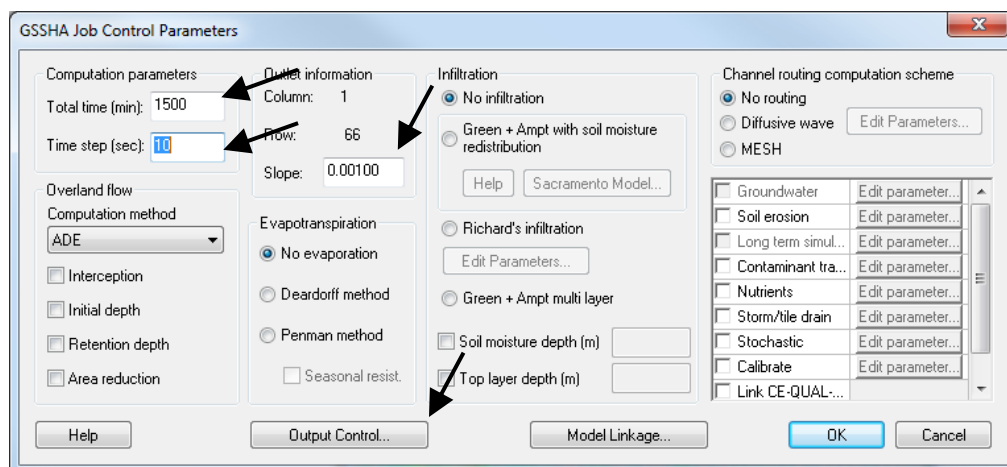 GSSHA Job Control Parameters
Computation parameters
Total time (min): 1500
Time step (sec): 10
Overland flow
Computation method
ADE
Interception
Initial depth
Retention depth
Area reduction
Outlet information
Column: 1
Row: 66
Slope: 0.00100
Evapotranspiration
No evaporation
Deardorff method
Penman method
Seasonal resist.
Infiltration
No infiltration
Green + Ampt with soil moisture
redistribution
Help Sacramento Model...
Richard's infiltration
Edit Parameters...
Green + Ampt multi layer
Soil moisture depth (m)
Top layer depth (m)
Channel routing computation scheme
No routing
Diffusive wave Edit Parameters...
MESH
Groundwater Edit parameter...
Soil erosion Edit parameter...
Long term simul... Edit parameter...
Contaminant tra... Edit parameter...
Nutrients Edit parameter...
Storm/tile drain Edit parameter...
Stochastic Edit parameter...
Calibrate Edit parameter...
Link CE-QUAL-...
Help Output Control... Model Linkage... OK Cancel